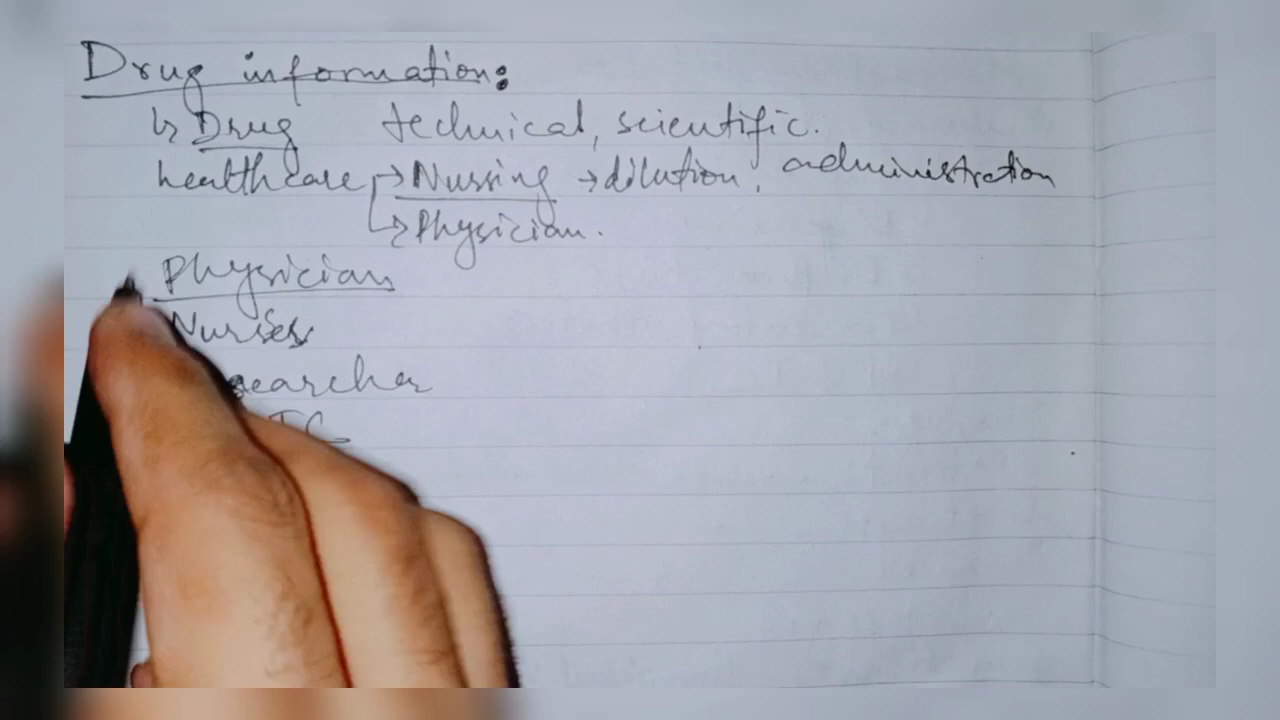 Drug information:
↳ Drug technical, scientific.
healthcare → Nursing → dilution, administration
↳ Physician.
Physician
Nurses